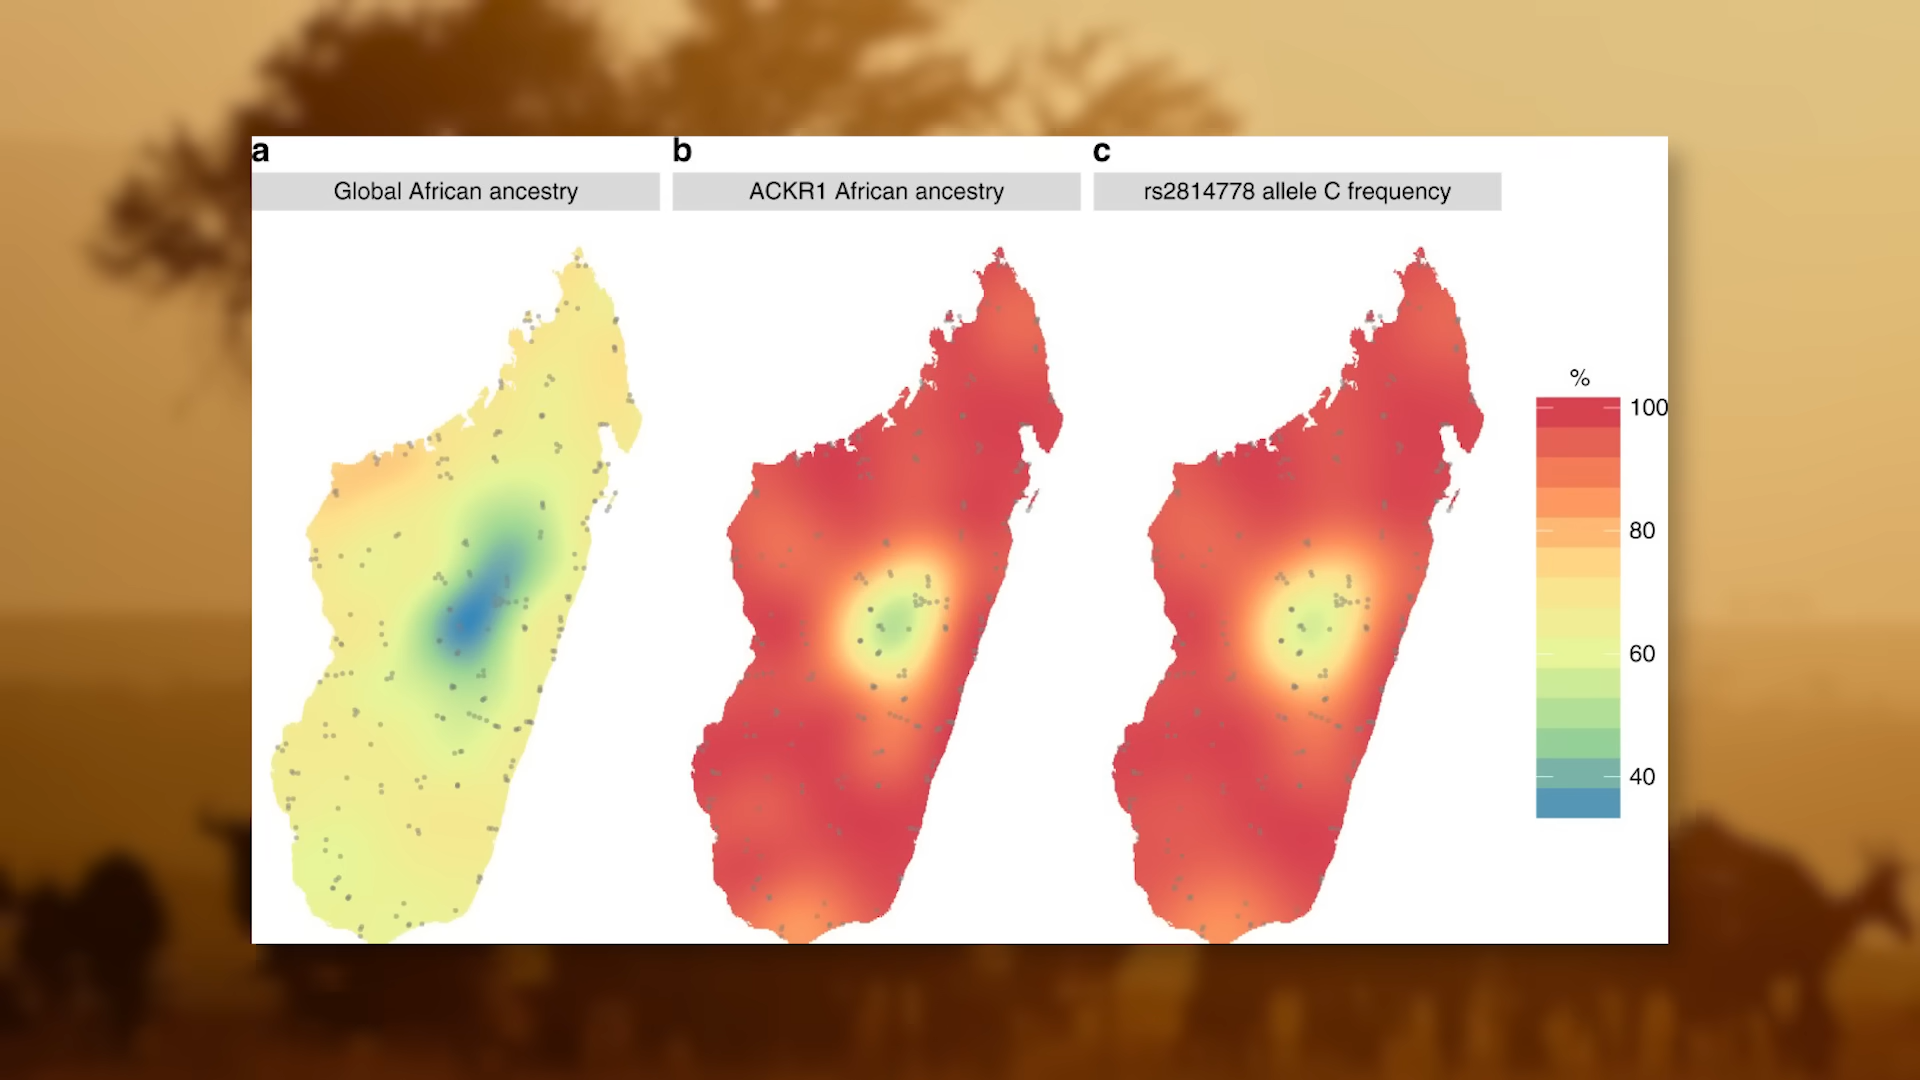 a
b
c
Global African ancestry
ACKR1 African ancestry
rs2814778 allele C frequency
%
100
80
60
40